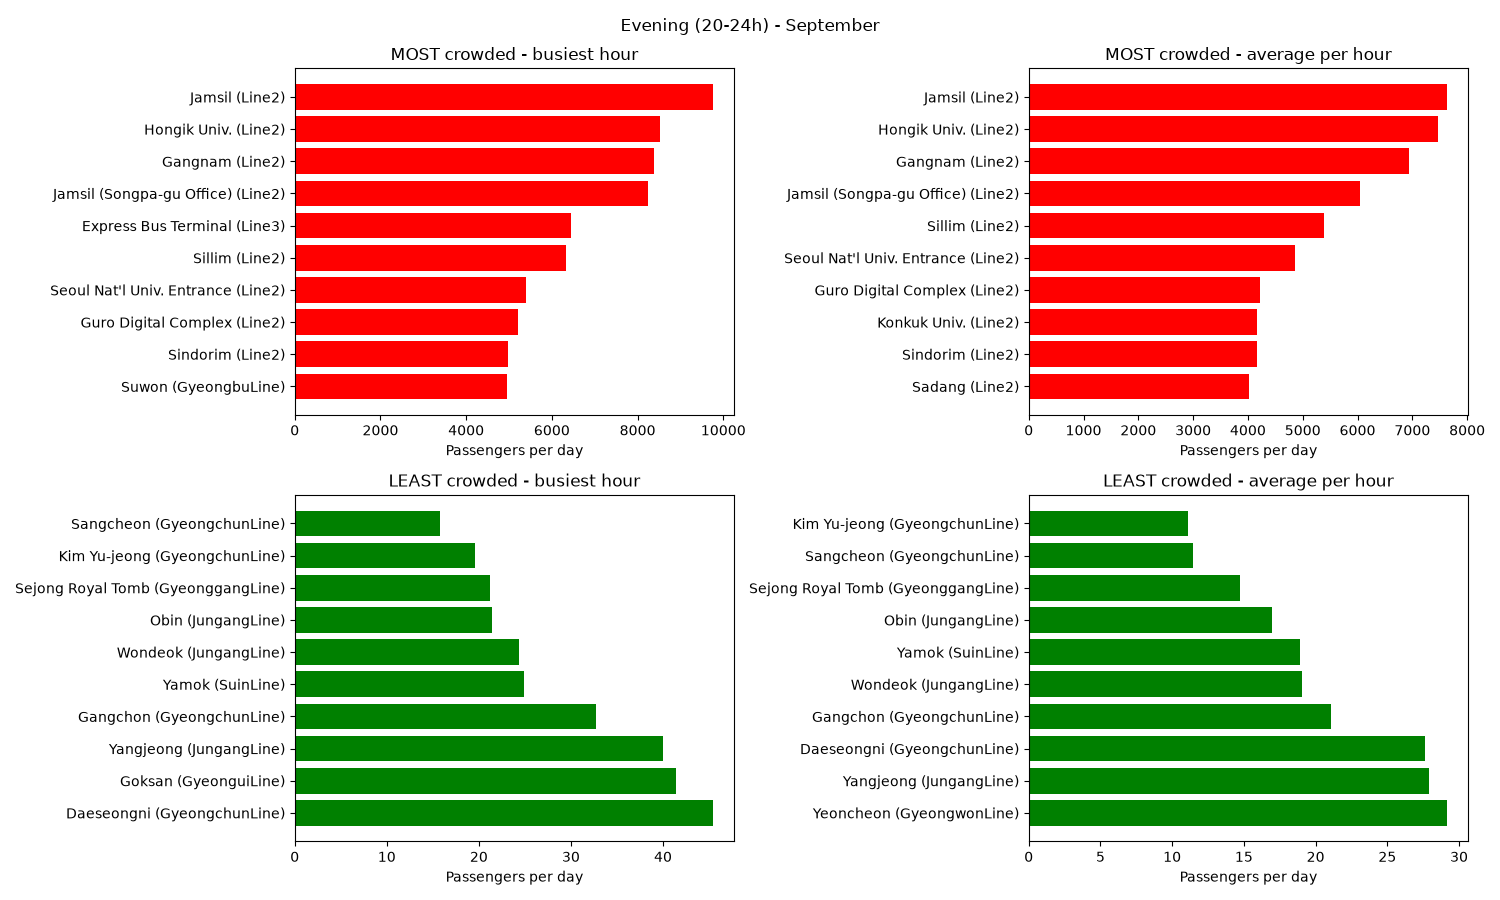 Evening (20-24h) - September
MOST crowded - busiest hour
Jamsil (Line2)
Hongik Univ. (Line2)
Gangnam (Line2)
Jamsil (Songpa-gu Office) (Line2)
Express Bus Terminal (Line3)
Sillim (Line2)
Seoul Nat'l Univ. Entrance (Line2)
Guro Digital Complex (Line2)
Sindorim (Line2)
Suwon (GyeongbuLine)
0 2000 4000 6000 8000 10000
Passengers per day
MOST crowded - average per hour
Jamsil (Line2)
Hongik Univ. (Line2)
Gangnam (Line2)
Jamsil (Songpa-gu Office) (Line2)
Sillim (Line2)
Seoul Nat'l Univ. Entrance (Line2)
Guro Digital Complex (Line2)
Konkuk Univ. (Line2)
Sindorim (Line2)
Sadang (Line2)
0 1000 2000 3000 4000 5000 6000 7000 8000
Passengers per day
LEAST crowded - busiest hour
Sangcheon (GyeongchunLine)
Kim Yu-jeong (GyeongchunLine)
Sejong Royal Tomb (GyeonggangLine)
Obin (JungangLine)
Wondeok (JungangLine)
Yamok (SuinLine)
Gangchon (GyeongchunLine)
Yangjeong (JungangLine)
Goksan (GyeonguiLine)
Daeseongni (GyeongchunLine)
0 10 20 30 40
Passengers per day
LEAST crowded - average per hour
Kim Yu-jeong (GyeongchunLine)
Sangcheon (GyeongchunLine)
Sejong Royal Tomb (GyeonggangLine)
Obin (JungangLine)
Yamok (SuinLine)
Wondeok (JungangLine)
Gangchon (GyeongchunLine)
Daeseongni (GyeongchunLine)
Yangjeong (JungangLine)
Yeoncheon (GyeongwonLine)
0 5 10 15 20 25 30
Passengers per day